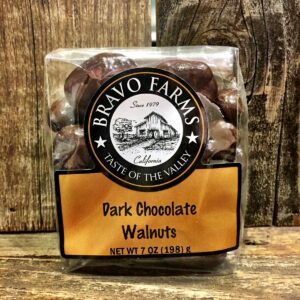 BRAVO FARMS
Since 1979
California
TASTE OF THE VALLEY
Dark Chocolate
Walnuts
NET WT 7 OZ (198) g